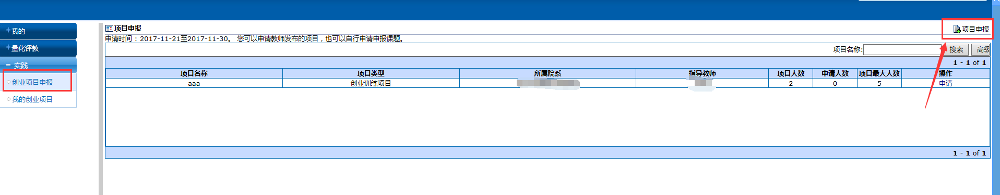 我的
量化评教
实践
创业项目申报
我的创业项目
项目申报
项目申报
申请时间：2017-11-21至2017-11-30。 您可以申请教师发布的项目，也可以自行申请申报课题。
项目名称: 搜索 高级
1 - 1 of 1
项目名称 项目类型 所属院系 指导教师 项目人数 申请人数 项目最大人数 操作
aaa 创业训练项目 2 0 5 申请
1 - 1 of 1